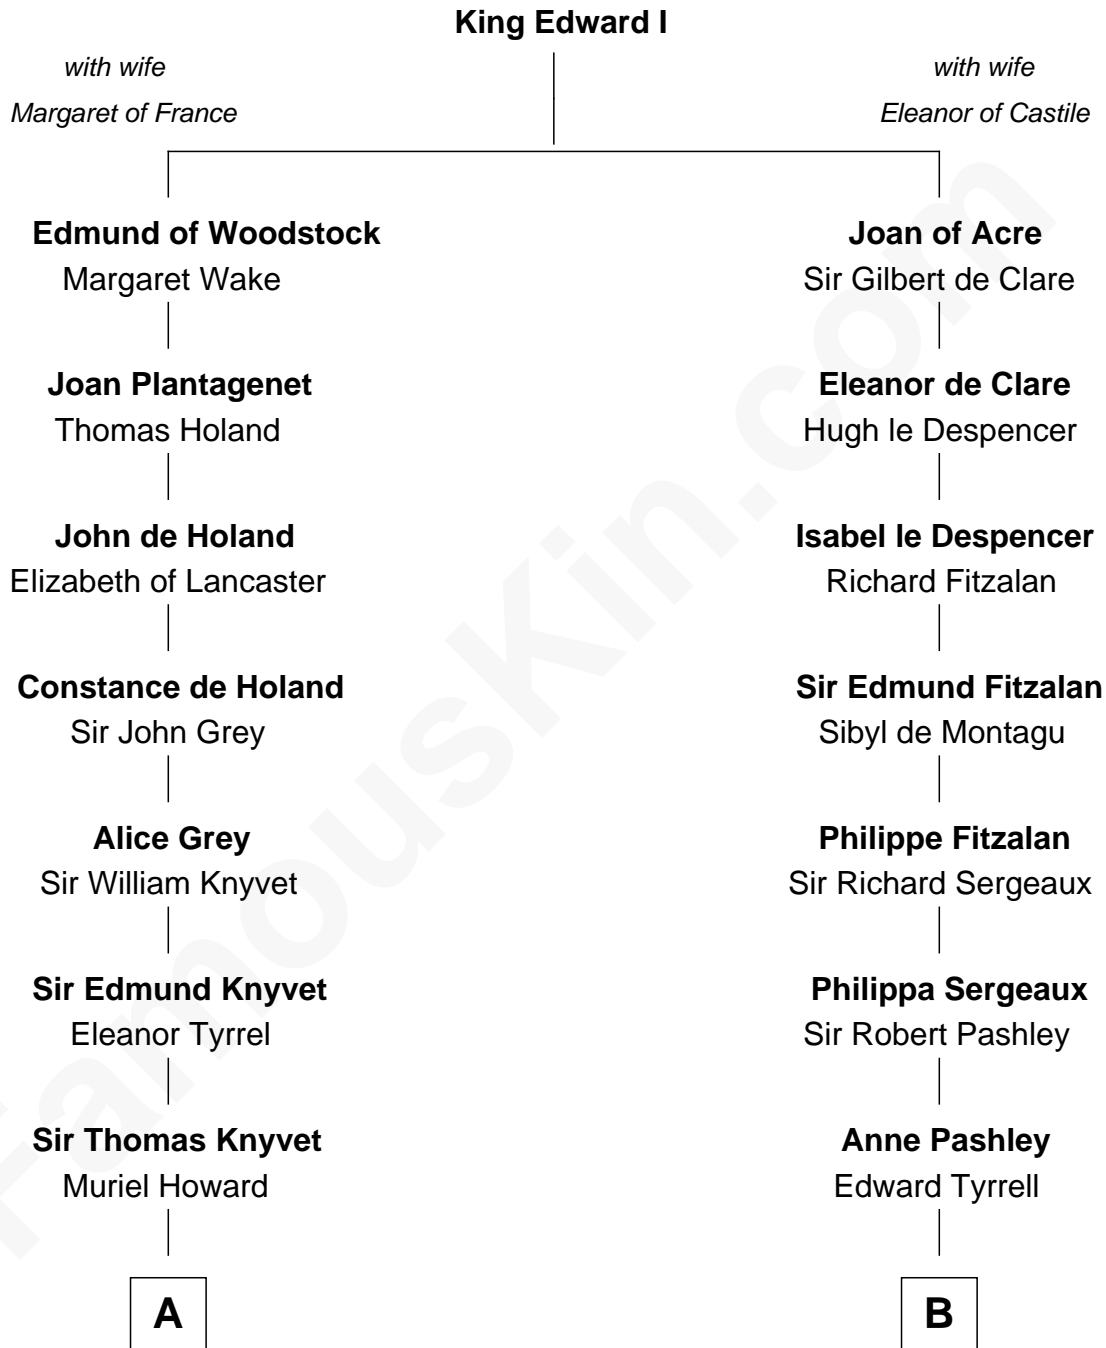 King Edward I
with wife
Margaret of France
with wife
Eleanor of Castile
Edmund of Woodstock
Margaret Wake
Joan of Acre
Sir Gilbert de Clare
Joan Plantagenet
Thomas Holand
Eleanor de Clare
Hugh le Despencer
John de Holand
Elizabeth of Lancaster
Isabel le Despencer
Richard Fitzalan
Constance de Holand
Sir John Grey
Sir Edmund Fitzalan
Sibyl de Montagu
Alice Grey
Sir William Knyvet
Philippe Fitzalan
Sir Richard Sergeaux
Sir Edmund Knyvet
Eleanor Tyrrel
Philippa Sergeaux
Sir Robert Pashley
Sir Thomas Knyvet
Muriel Howard
Anne Pashley
Edward Tyrrell
A
B
FamousKin.com